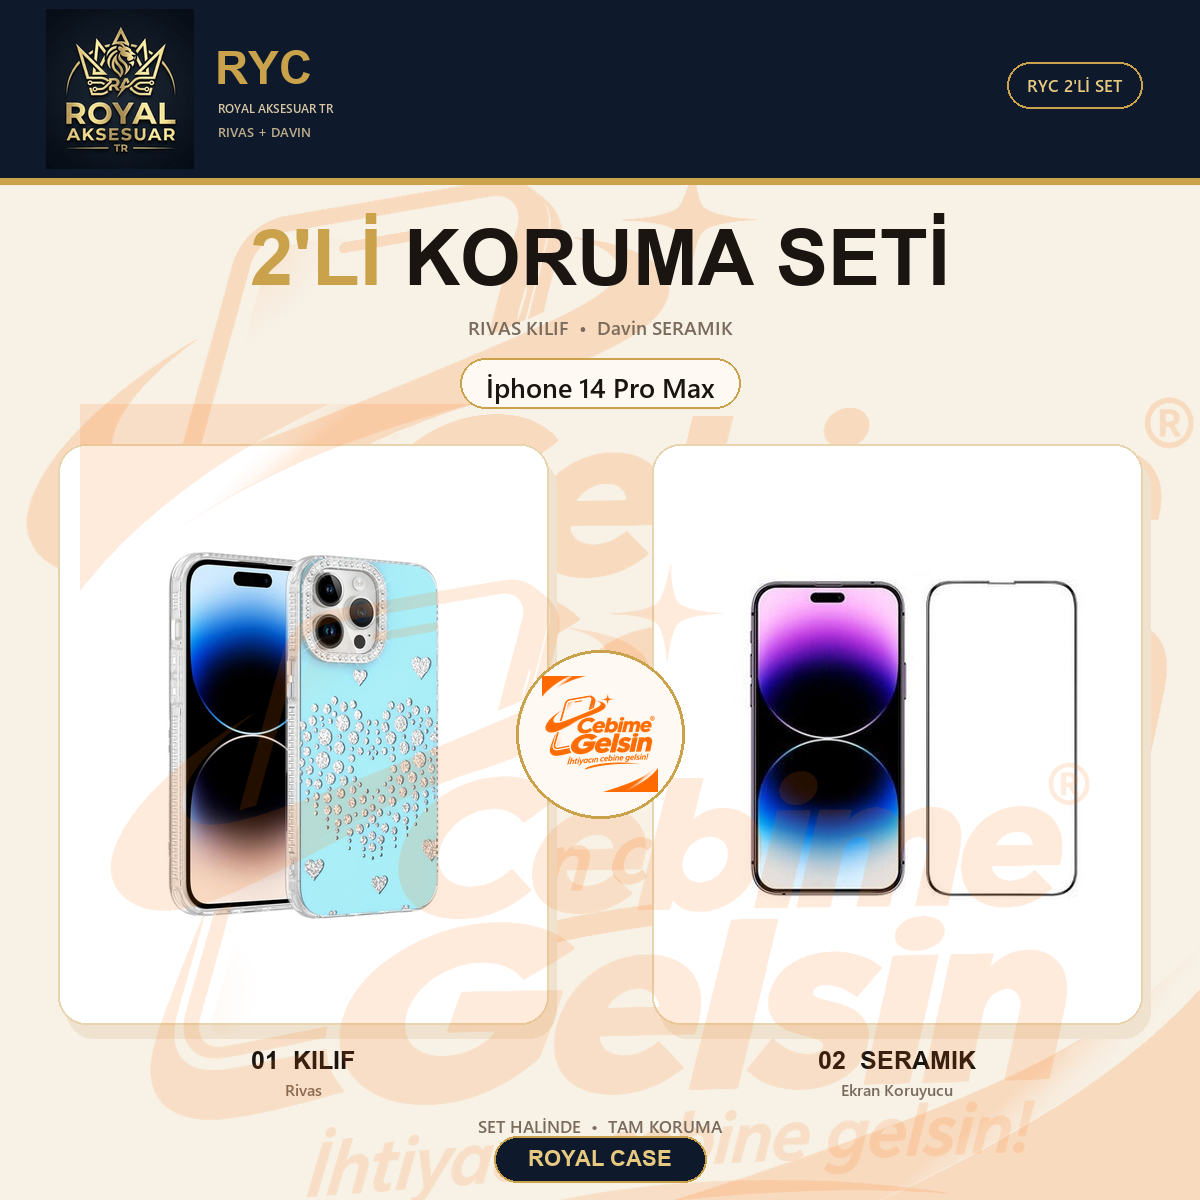 ROYAL
AKSESUAR
TR
RYC
ROYAL AKSESUAR TR
RIVAS + DAVIN
RYC 2'Lİ SET
2'Lİ KORUMA SETİ
RIVAS KILIF • Davin SERAMIK
İphone 14 Pro Max
Cebime®
Gelsin
İhtiyacın cebine gelsin!
Cebime®
Gelsin
01 KILIF
Rivas
02 SERAMIK
Ekran Koruyucu
SET HALİNDE • TAM KORUMA
ROYAL CASE